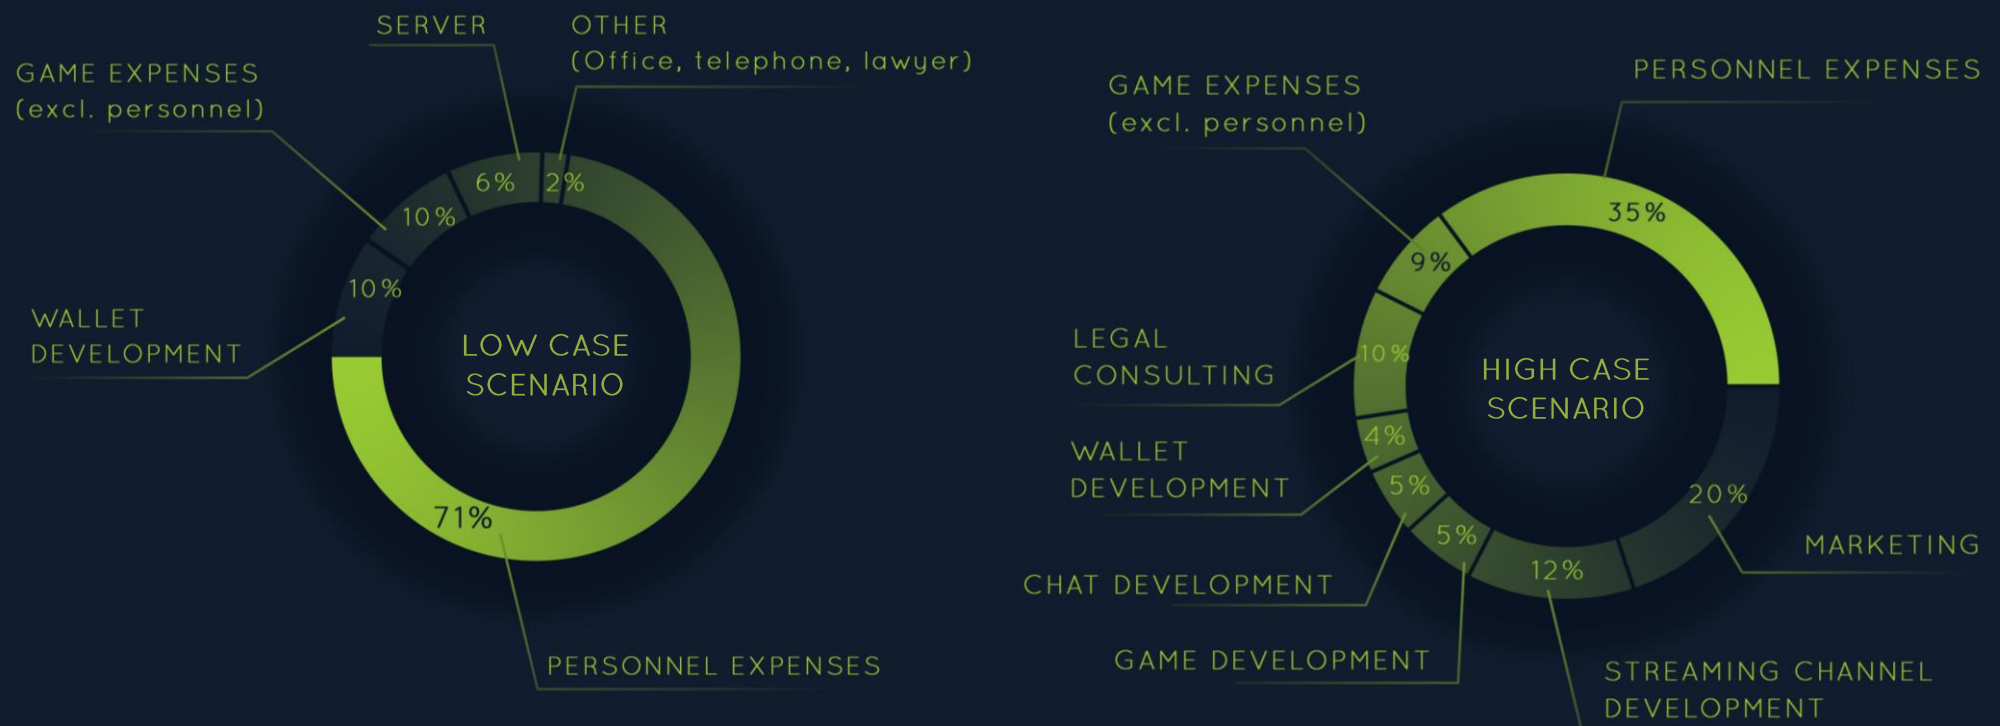 SERVER
OTHER
(Office, telephone, lawyer)
GAME EXPENSES
(excl. personnel)
6%
2%
10%
10%
WALLET
DEVELOPMENT
LOW CASE
SCENARIO
71%
PERSONNEL EXPENSES
PERSONNEL EXPENSES
GAME EXPENSES
(excl. personnel)
35%
9%
LEGAL
CONSULTING
10%
HIGH CASE
SCENARIO
4%
WALLET
DEVELOPMENT
5%
20%
5%
MARKETING
12%
CHAT DEVELOPMENT
GAME DEVELOPMENT
STREAMING CHANNEL
DEVELOPMENT